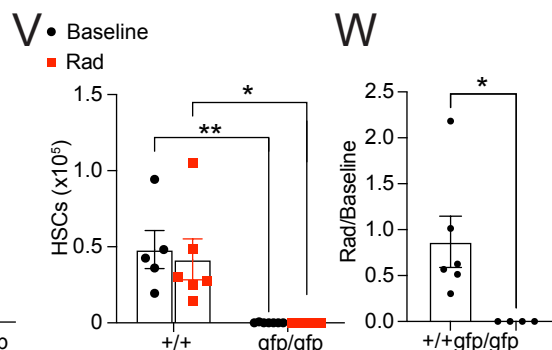 V
Baseline
Rad
HSCs (x10⁵)
1.5
1.0
0.5
0
*
**
+/+
gfp/gfp
W
Rad/Baseline
2.5
2.0
1.5
1.0
0.5
0.0
*
+/+gfp/gfp